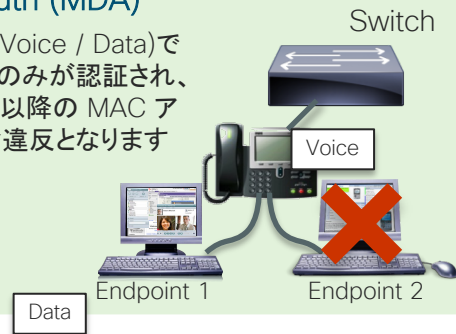 uth (MDA)
Voice / Data)で
のみが認証され、
以降の MAC ア
違反となります
Switch
Voice
Endpoint 1
Endpoint 2
Data